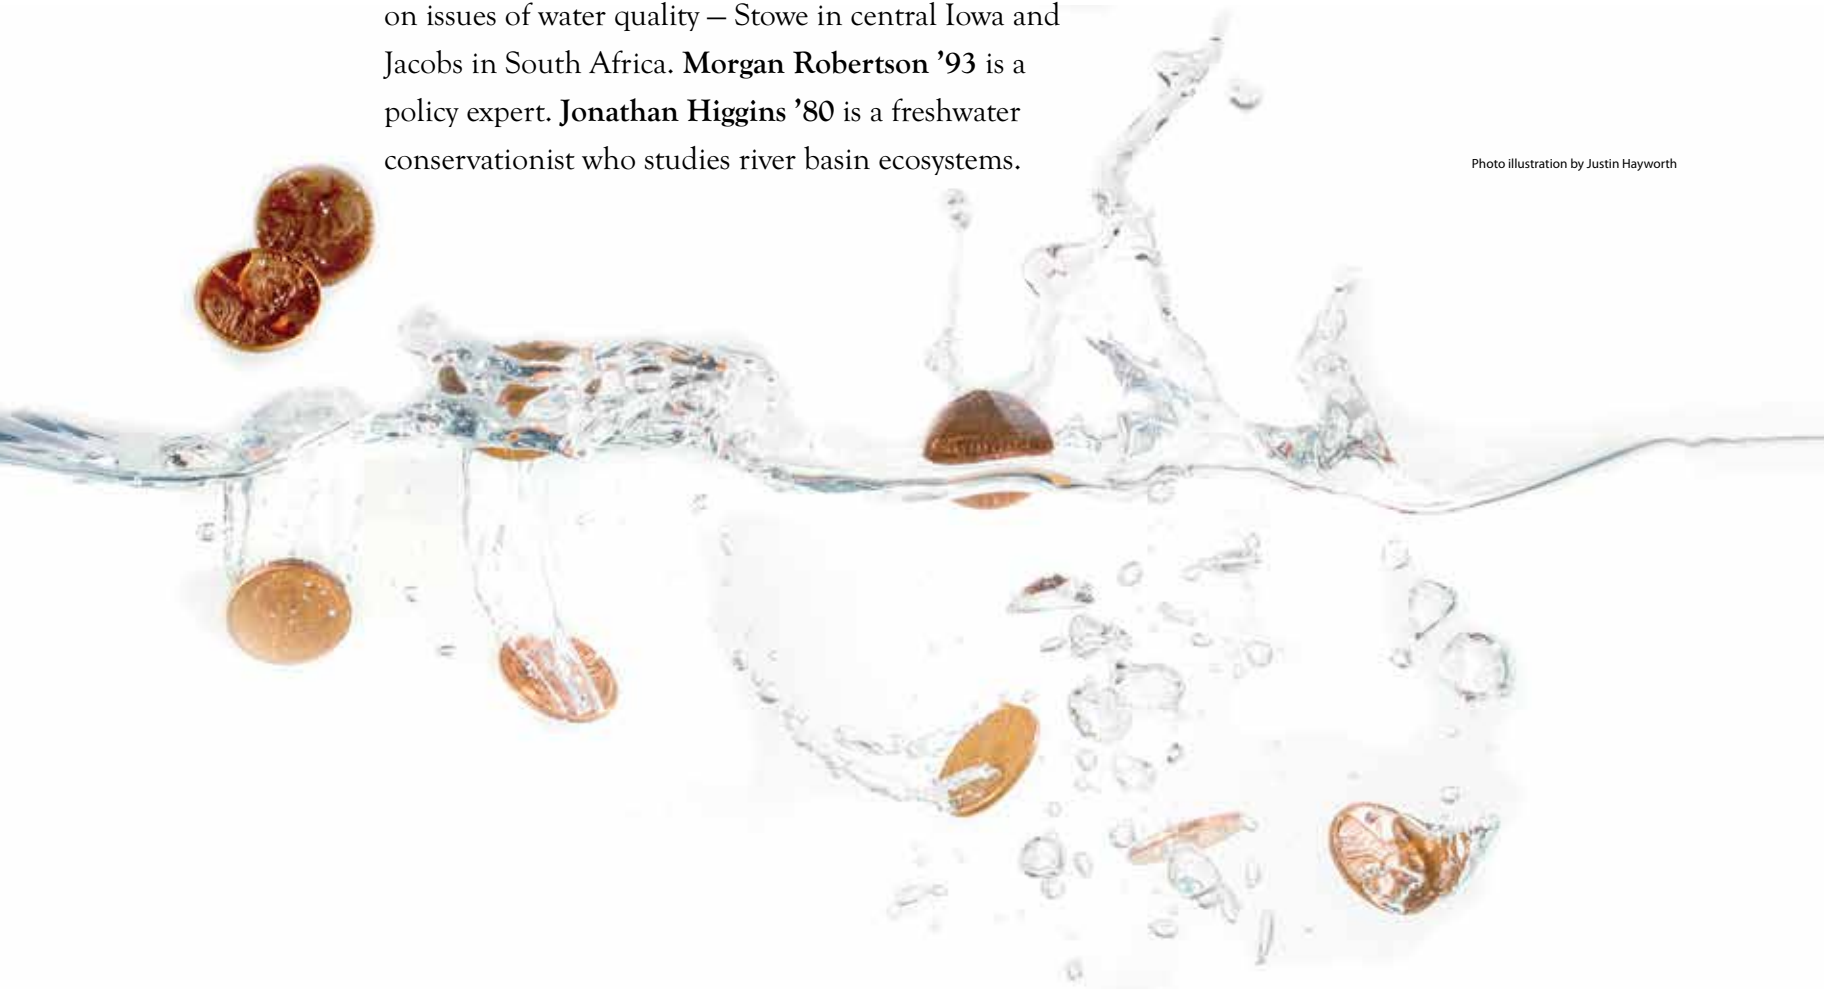 on issues of water quality — Stowe in central Iowa and
Jacobs in South Africa. Morgan Robertson ’93 is a
policy expert. Jonathan Higgins ’80 is a freshwater
conservationist who studies river basin ecosystems.
Photo illustration by Justin Hayworth